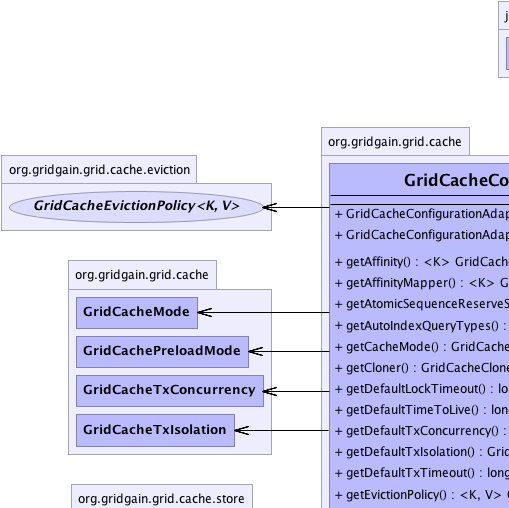 j
org.gridgain.grid.cache
org.gridgain.grid.cache.eviction
GridCacheEvictionPolicy<K, V>
GridCacheCo
+ GridCacheConfigurationAdap
+ GridCacheConfigurationAdap
+ getAffinity() : <K> GridCach
+ getAffinityMapper() : <K> G
+ getAtomicSequenceReserveS
+ getAutoIndexQueryTypes() :
+ getCacheMode() : GridCache
+ getCloner() : GridCacheClone
+ getDefaultLockTimeout() : lo
+ getDefaultTimeToLive() : long
+ getDefaultTxConcurrency() :
+ getDefaultTxIsolation() : Grid
+ getDefaultTxTimeout() : long
+ getEvictionPolicy() : <K, V> G
org.gridgain.grid.cache
GridCacheMode
GridCachePreloadMode
GridCacheTxConcurrency
GridCacheTxIsolation
org.gridgain.grid.cache.store